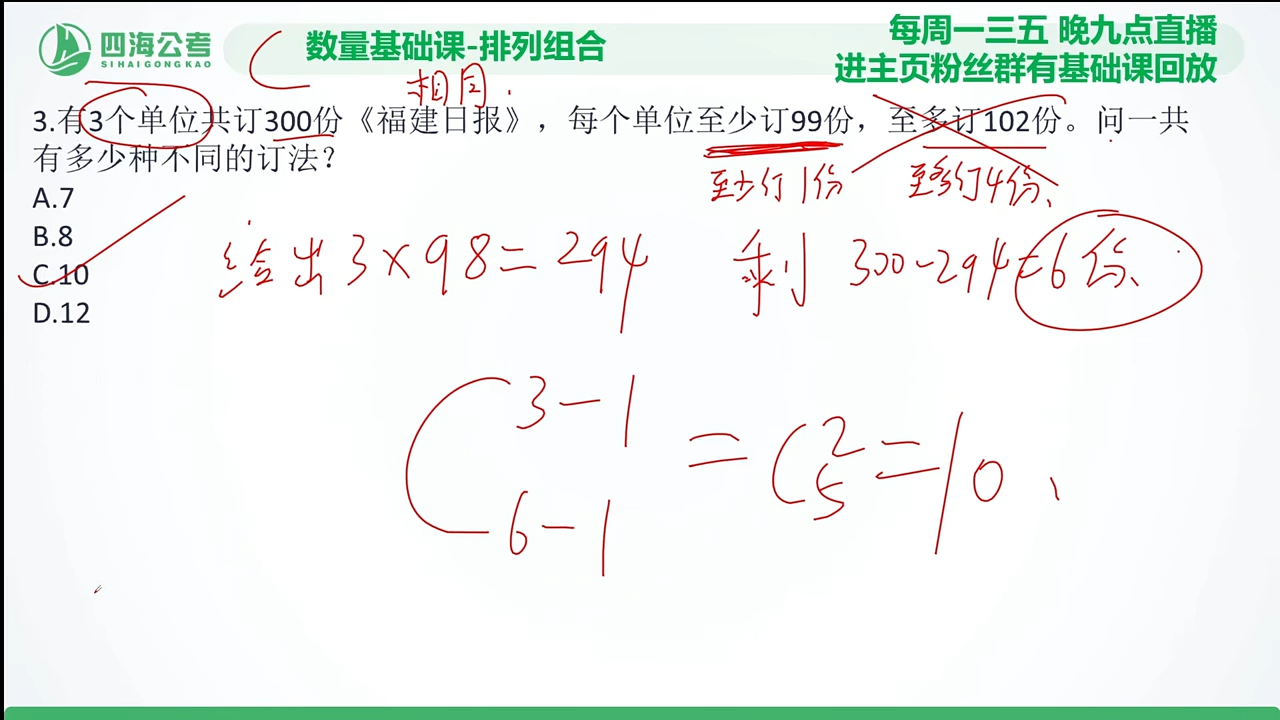 四海公考
SIHAIGONGKAO
数量基础课-排列组合
每周一三五 晚九点直播
进主页粉丝群有基础课回放
相同.
3.有3个单位共订300份《福建日报》，每个单位至少订99份，至多订102份。问一共
有多少种不同的订法？
至少订1份 至多订4份、
A.7
B.8
C.10
D.12
给出3×98=294 剩300-294=6份、
C 3-1 6-1 = C 2 5 = 10、